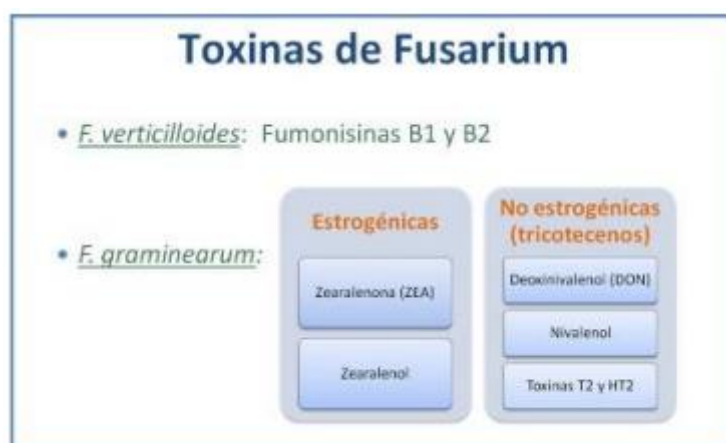 Toxinas de Fusarium
• F. verticilloides: Fumonisinas B1 y B2
• F. graminearum:
Estrogénicas
Zearalenona (ZEA)
Zearalenol
No estrogénicas
(tricotecenos)
Deoxinivalenol (DON)
Nivalenol
Toxinas T2 y HT2